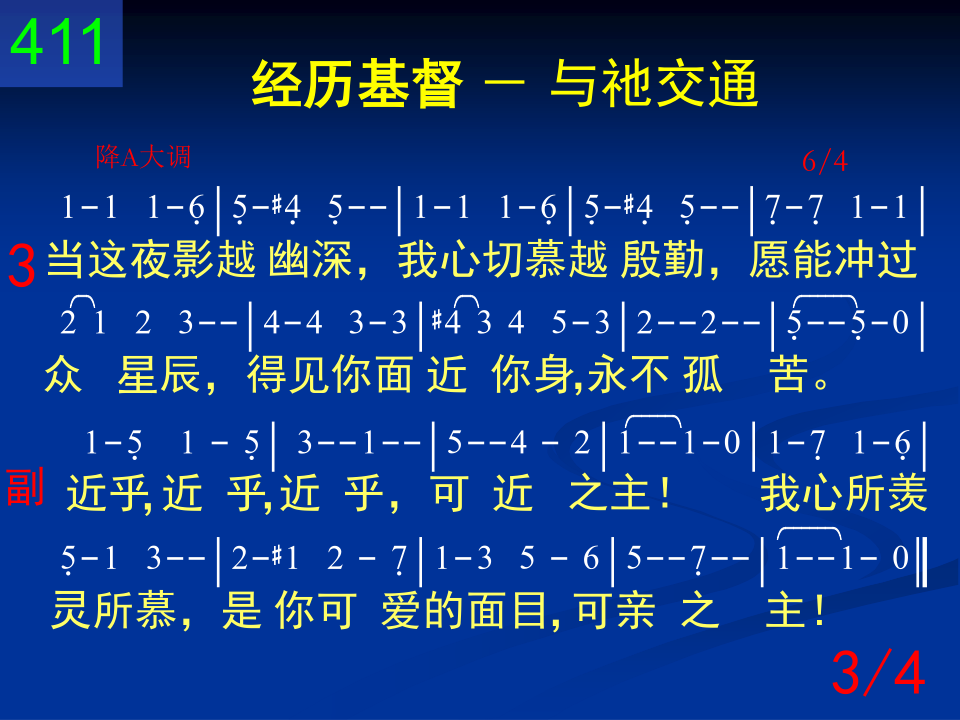 411
经历基督 － 与祂交通
降A大调 6/4
1-1 1-6̣|5̣-#4̣ 5̣--|1-1 1-6̣|5̣-#4̣ 5̣--|7̣-7̣ 1-1|
3 当这夜影越 幽深，我心切慕越 殷勤，愿能冲过
2 1 2 3--|4-4 3-3|#4 3 4 5-3|2--2--|5̣--5̣-0|
众 星辰，得见你面 近 你身,永不 孤 苦。
1-5̣ 1 - 5̣| 3--1--|5--4 - 2|1--1-0|1-7̣ 1-6̣|
副 近乎,近 乎,近 乎，可 近 之主！ 我心所羡
5̣-1 3--|2-#1 2 - 7̣|1-3 5 - 6|5--7̣--|1--1- 0‖
灵所慕，是 你可 爱的面目,可亲 之 主！
3/4